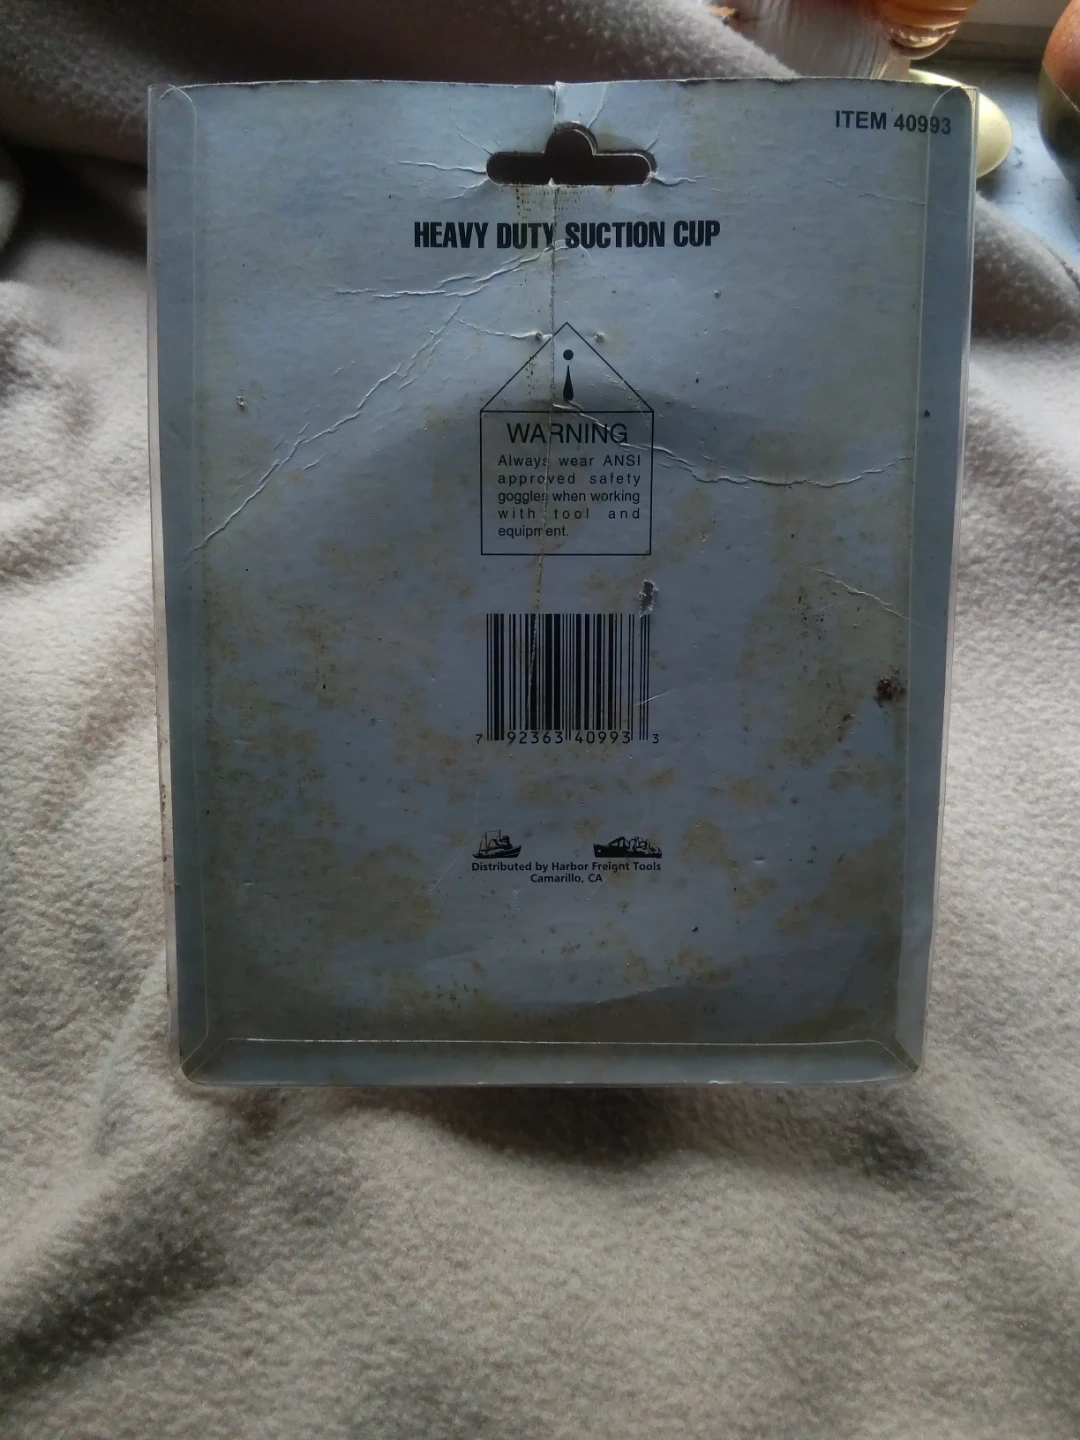 ITEM 40993
HEAVY DUTY SUCTION CUP
WARNING
Always wear ANSI
approved safety
goggles when working
with tool and
equipment.
7 92363 40993 3
Distributed by Harbor Freight Tools
Camarillo, CA